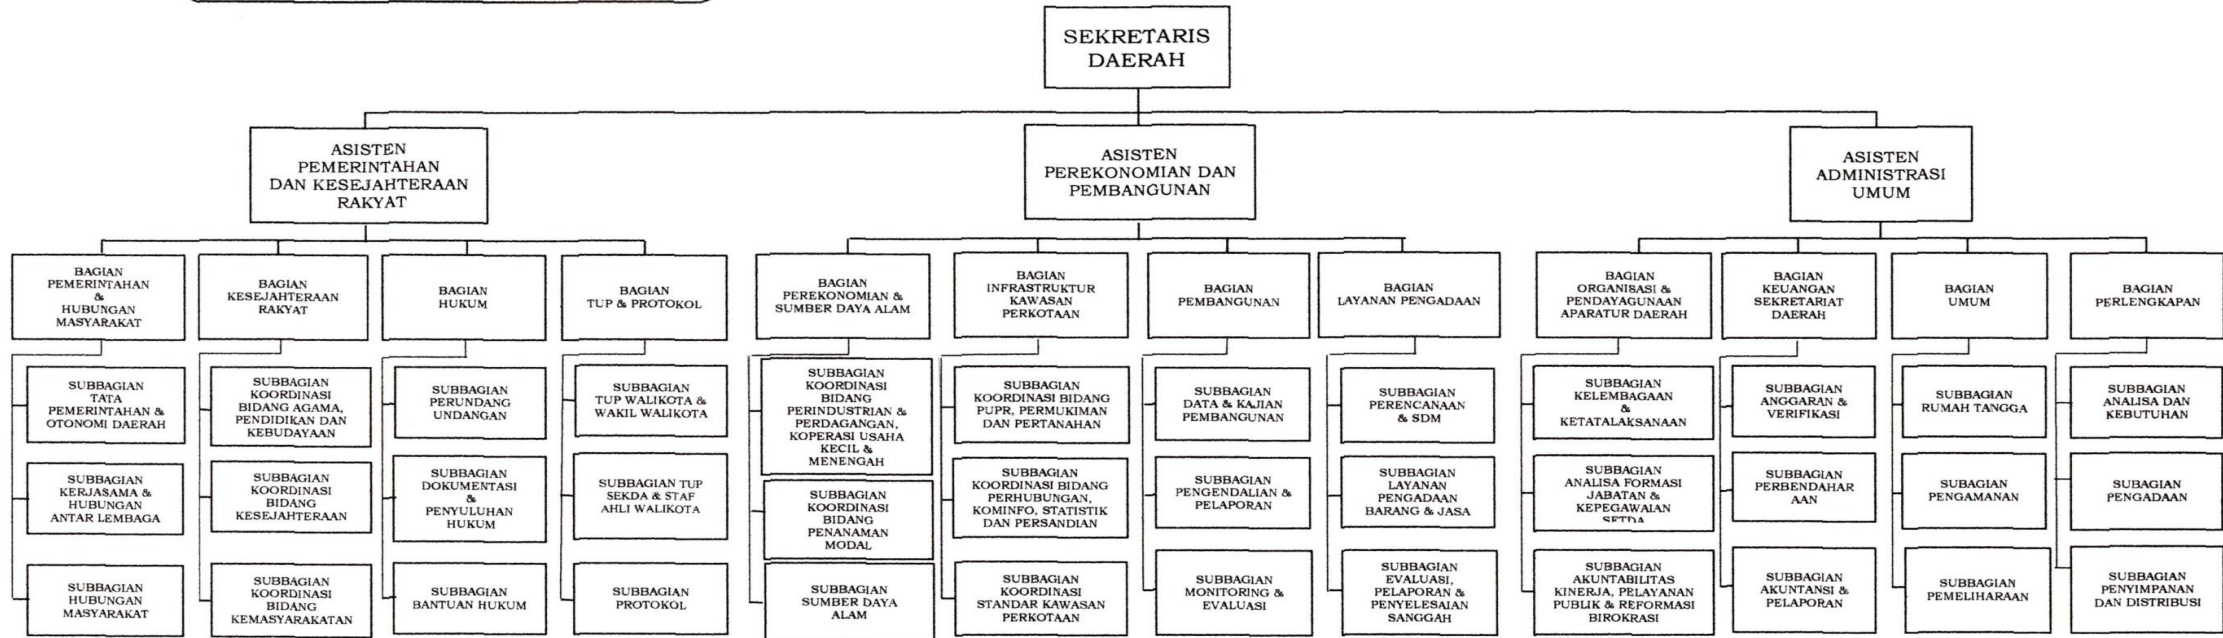 SEKRETARIS
DAERAH
ASISTEN
PEMERINTAHAN
DAN KESEJAHTERAAN
RAKYAT
ASISTEN
PEREKONOMIAN DAN
PEMBANGUNAN
ASISTEN
ADMINISTRASI
UMUM
BAGIAN
PEMERINTAHAN
&
HUBUNGAN
MASYARAKAT
BAGIAN
KESEJAHTERAAN
RAKYAT
BAGIAN
HUKUM
BAGIAN
TUP & PROTOKOL
BAGIAN
PEREKONOMIAN &
SUMBER DAYA ALAM
BAGIAN
INFRASTRUKTUR
KAWASAN
PERKOTAAN
BAGIAN
PEMBANGUNAN
BAGIAN
LAYANAN PENGADAAN
BAGIAN
ORGANISASI &
PENDAYAGUNAAN
APARATUR DAERAH
BAGIAN
KEUANGAN
SEKRETARIAT
DAERAH
BAGIAN
UMUM
BAGIAN
PERLENGKAPAN
SUBBAGIAN
TATA
PEMERINTAHAN &
OTONOMI DAERAH
SUBBAGIAN
KOORDINASI
BIDANG AGAMA,
PENDIDIKAN DAN
KEBUDAYAAN
SUBBAGIAN
PERUNDANG
UNDANGAN
SUBBAGIAN
TUP WALIKOTA &
WAKIL WALIKOTA
SUBBAGIAN
KOORDINASI
BIDANG
PERINDUSTRIAN &
PERDAGANGAN,
KOPERASI USAHA
KECIL &
MENENGAH
SUBBAGIAN
KOORDINASI BIDANG
PUPR, PERMUKIMAN
DAN PERTANAHAN
SUBBAGIAN
DATA & KAJIAN
PEMBANGUNAN
SUBBAGIAN
PERENCANAAN
& SDM
SUBBAGIAN
KELEMBAGAAN
&
KETATALAKSANAAN
SUBBAGIAN
ANGGARAN &
VERIFIKASI
SUBBAGIAN
RUMAH TANGGA
SUBBAGIAN
ANALISA DAN
KEBUTUHAN
SUBBAGIAN
KERJASAMA &
HUBUNGAN
ANTAR LEMBAGA
SUBBAGIAN
KOORDINASI
BIDANG
KESEJAHTERAAN
SUBBAGIAN
DOKUMENTASI
&
PENYULUHAN
HUKUM
SUBBAGIAN TUP
SEKDA & STAF
AHLI WALIKOTA
SUBBAGIAN
KOORDINASI
BIDANG
PENANAMAN
MODAL
SUBBAGIAN
KOORDINASI BIDANG
PERHUBUNGAN,
KOMINFO, STATISTIK
DAN PERSANDIAN
SUBBAGIAN
PENGENDALIAN &
PELAPORAN
SUBBAGIAN
LAYANAN
PENGADAAN
BARANG & JASA
SUBBAGIAN
ANALISA FORMASI
JABATAN &
KEPEGAWAIAN
SETDA
SUBBAGIAN
PERBENDAHAR
AAN
SUBAGIAN
PENGAMANAN
SUBAGIAN
PENGADAAN
SUBBAGIAN
HUBUNGAN
MASYARAKAT
SUBBAGIAN
KOORDINASI
BIDANG
KEMASYARAKATAN
SUBBAGIAN
BANTUAN HUKUM
SUBBAGIAN
PROTOKOL
SUBBAGIAN
SUMBER DAYA
ALAM
SUBBAGIAN
KOORDINASI
STANDAR KAWASAN
PERKOTAAN
SUBBAGIAN
MONITORING &
EVALUASI
SUBBAGIAN
EVALUASI,
PELAPORAN &
PENYELESAIAN
SANGGAH
SUBBAGIAN
AKUNTABILITAS
KINERJA, PELAYANAN
PUBLIK & REFORMASI
BIROKRASI
SUBBAGIAN
AKUNTANSI &
PELAPORAN
SUBBAGIAN
PEMELIHARAAN
SUBBAGIAN
PENYIMPANAN
DAN DISTRIBUSI